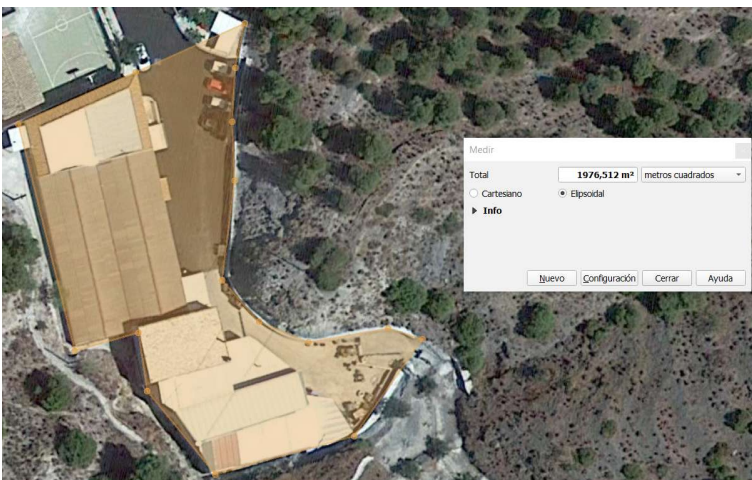 Medir
Total 1976,512 m² metros cuadrados
Cartesiano Elipsoidal
Info
Nuevo Configuración Cerrar Ayuda